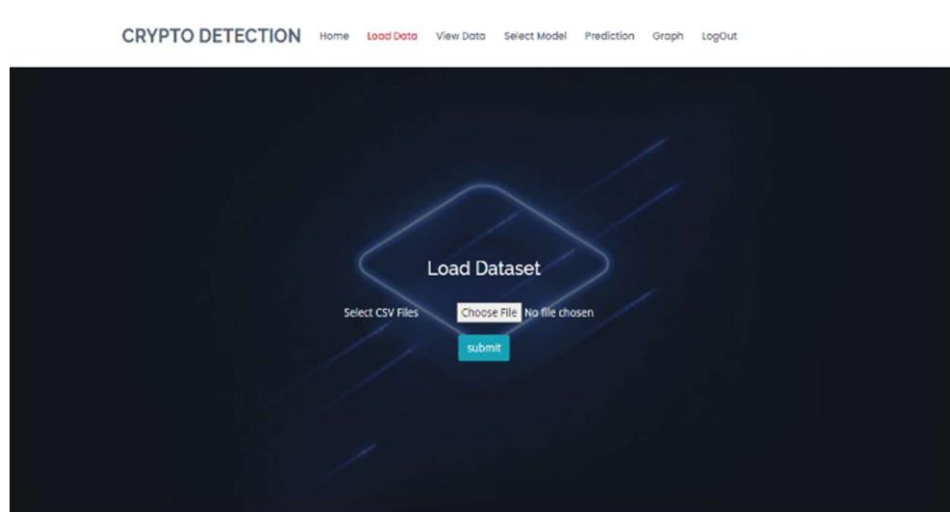 CRYPTO DETECTION Home Load Data View Data Select Model Prediction Graph LogOut
Load Dataset
Select CSV Files Choose File No file chosen
submit